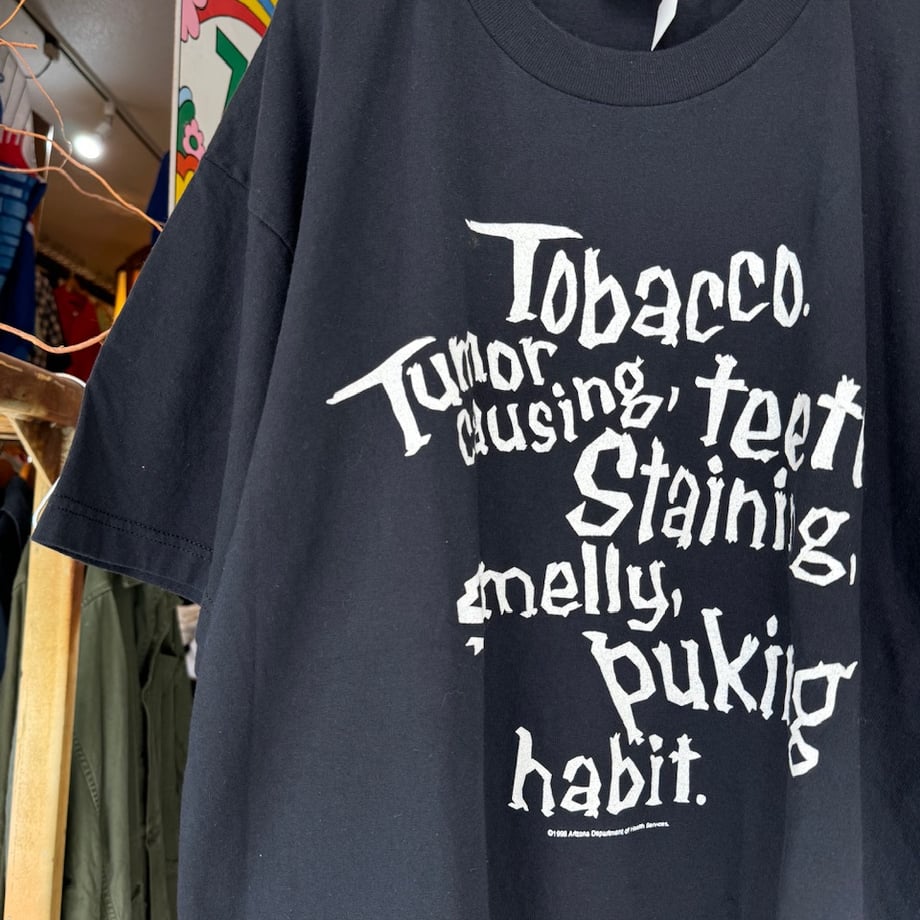 Tobacco.
Tumor
causing, teeth
Staining,
smelly,
puking
habit.
©1998 Arizona Department of Health Services.